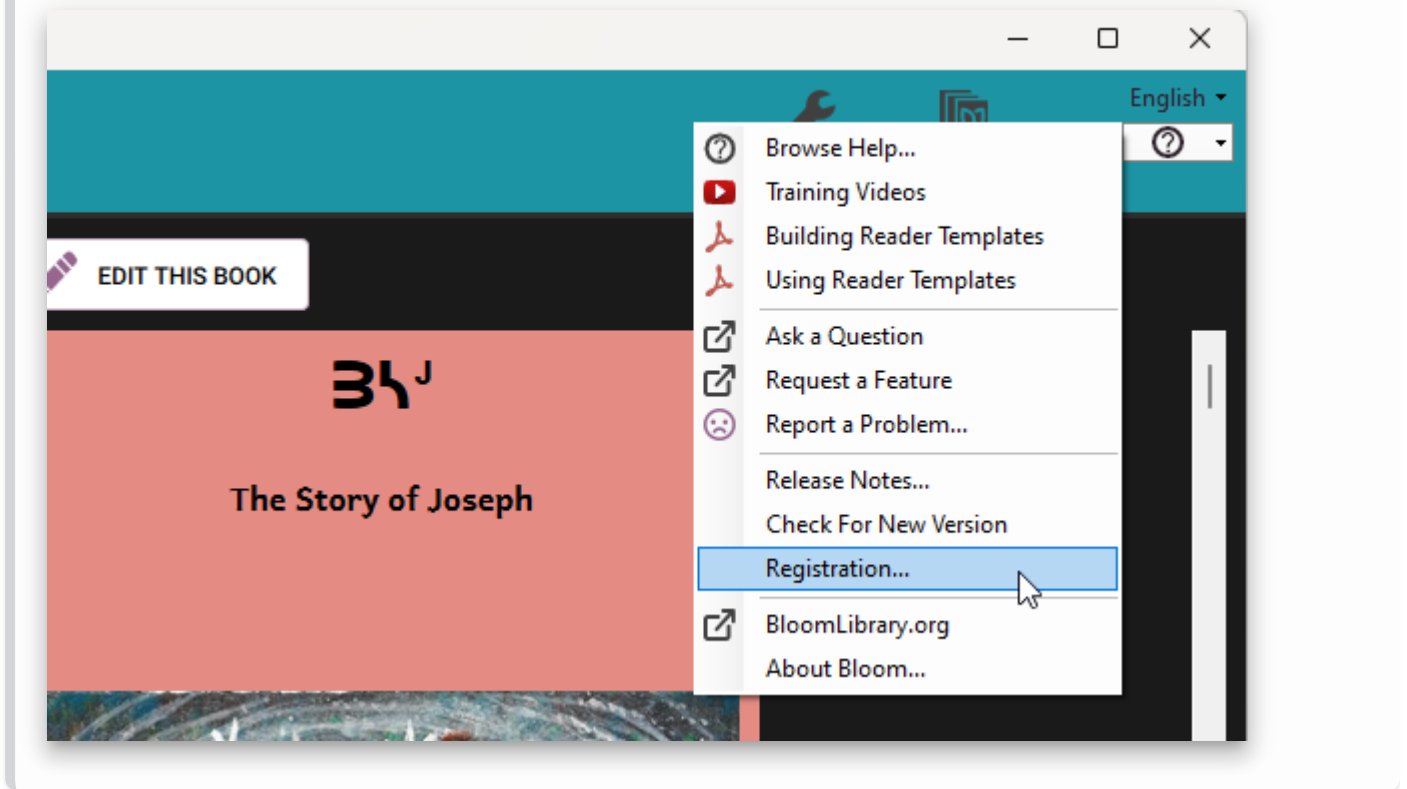 English
Browse Help...
Training Videos
Building Reader Templates
Using Reader Templates
Ask a Question
Request a Feature
Report a Problem...
Release Notes...
Check For New Version
Registration...
BloomLibrary.org
About Bloom...
EDIT THIS BOOK
The Story of Joseph